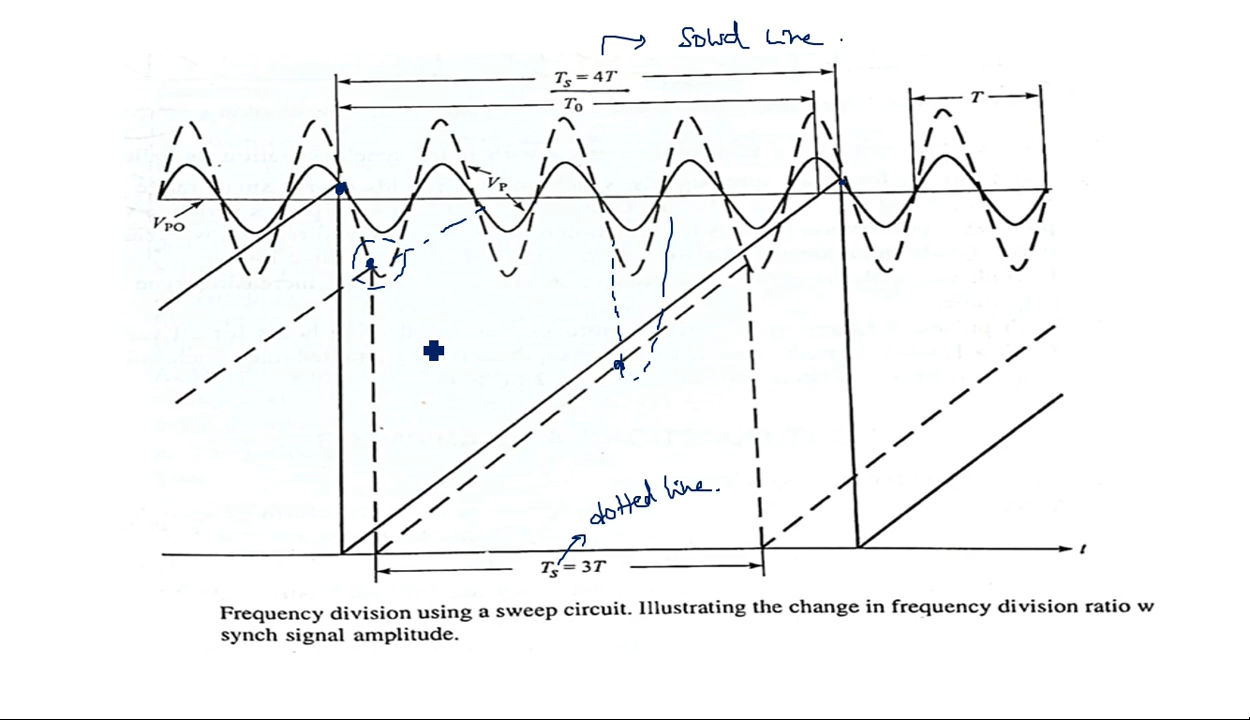 Solid Line.
Ts = 4T
T0
T
VP
VPO
dotted line.
Ts = 3T
t
Frequency division using a sweep circuit. Illustrating the change in frequency division ratio w
synch signal amplitude.